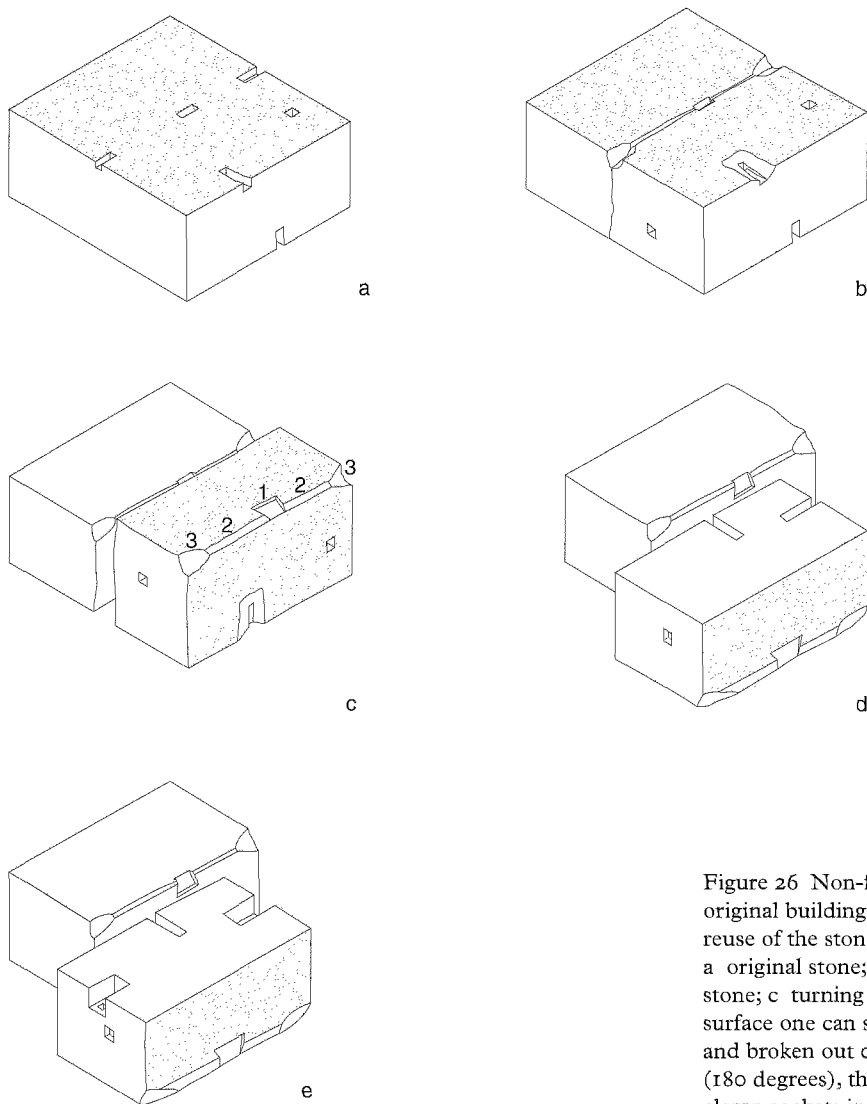 a
b
1
2
3
2
3
c
d
e
Figure 26 Non-f
original building
reuse of the ston
a original stone;
stone; c turning
surface one can s
and broken out o
(180 degrees), th